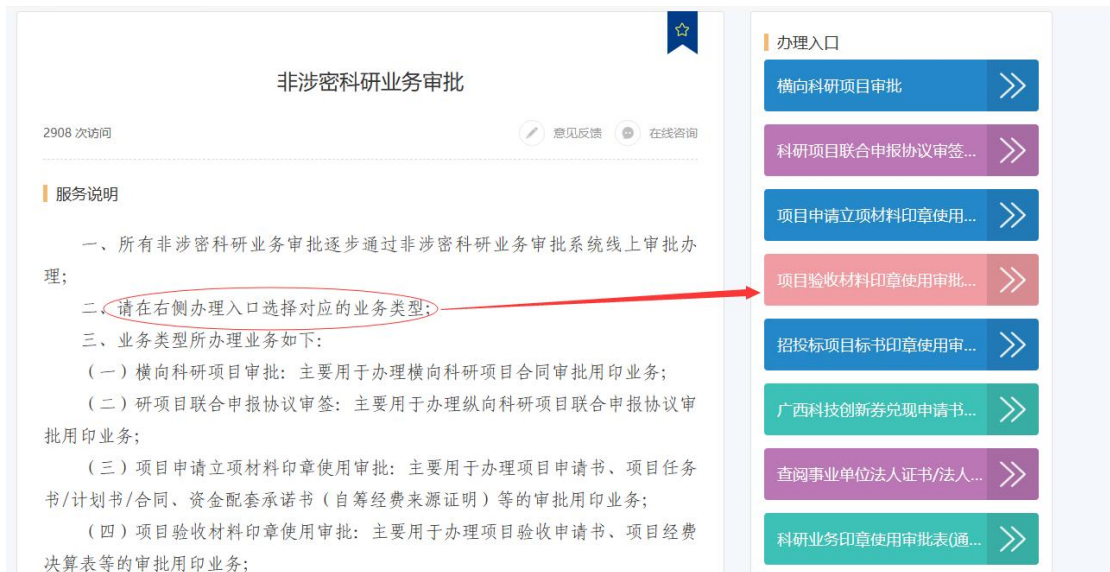 非涉密科研业务审批
2908 次访问
意见反馈
在线咨询
服务说明
一、所有非涉密科研业务审批逐步通过非涉密科研业务审批系统线上审批办
理；
二、请在右侧办理入口选择对应的业务类型；
三、业务类型所办理业务如下：
（一）横向科研项目审批：主要用于办理横向科研项目合同审批用印业务；
（二）研项目联合申报协议审签：主要用于办理纵向科研项目联合申报协议审
批用印业务；
（三）项目申请立项材料印章使用审批：主要用于办理项目申请书、项目任务
书/计划书/合同、资金配套承诺书（自筹经费来源证明）等的审批用印业务；
（四）项目验收材料印章使用审批：主要用于办理项目验收申请书、项目经费
决算表等的审批用印业务；
办理入口
横向科研项目审批
科研项目联合申报协议审签...
项目申请立项材料印章使用...
项目验收材料印章使用审批...
招投标项目标书印章使用审...
广西科技创新券兑现申请书...
查阅事业单位法人证书/法人...
科研业务印章使用审批表(通...